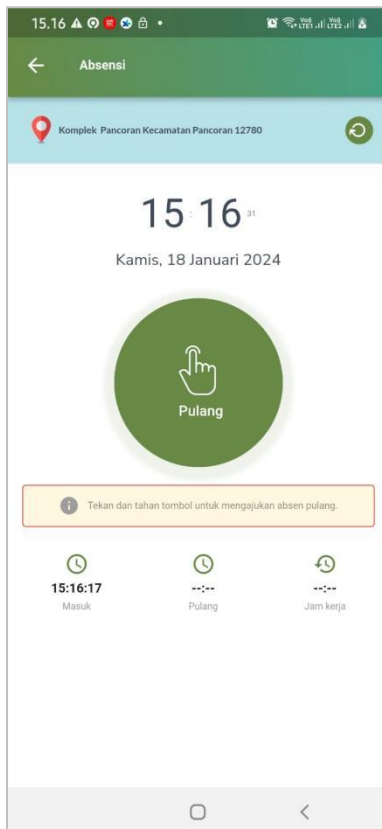 15.16
Absensi
Komplek Pancoran Kecamatan Pancoran 12780
15 : 16 31
Kamis, 18 Januari 2024
Pulang
Tekan dan tahan tombol untuk mengajukan absen pulang.
15:16:17 --:-- --:--
Masuk Pulang Jam kerja